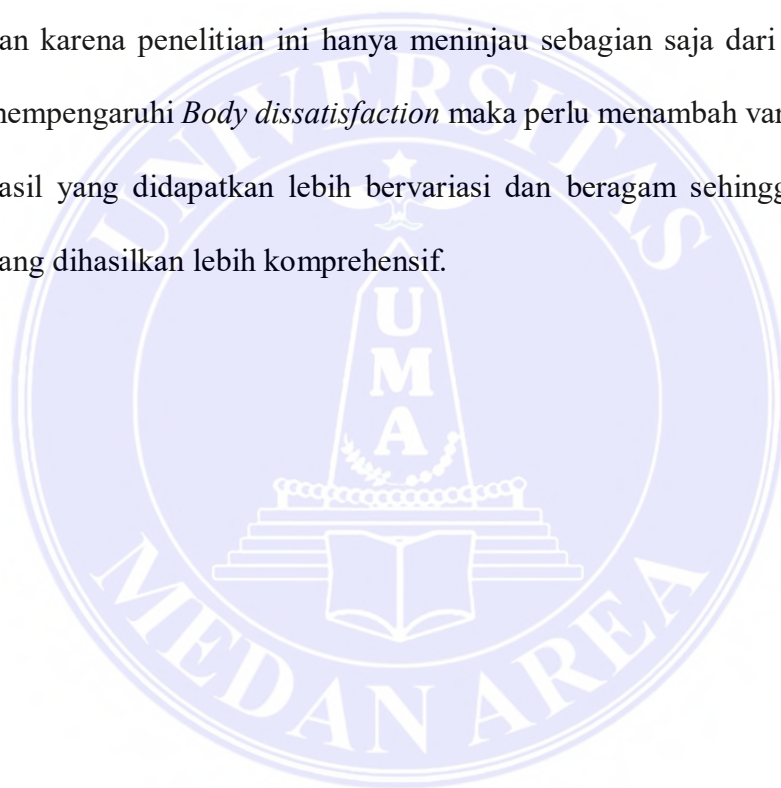 an karena penelitian ini hanya meninjau sebagian saja dari
mempengaruhi Body dissatisfaction maka perlu menambah var
asil yang didapatkan lebih bervariasi dan beragam sehingg
ang dihasilkan lebih komprehensif.
UNIVERSITAS
U
M
A
MEDAN AREA